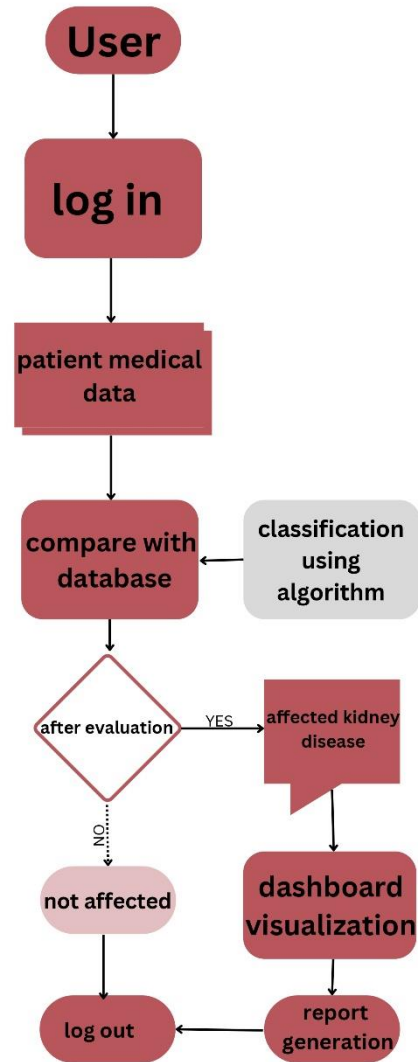 User
log in
patient medical
data
compare with
database
classification
using
algorithm
after evaluation
YES
affected kidney
disease
NO
not affected
dashboard
visualization
log out
report
generation